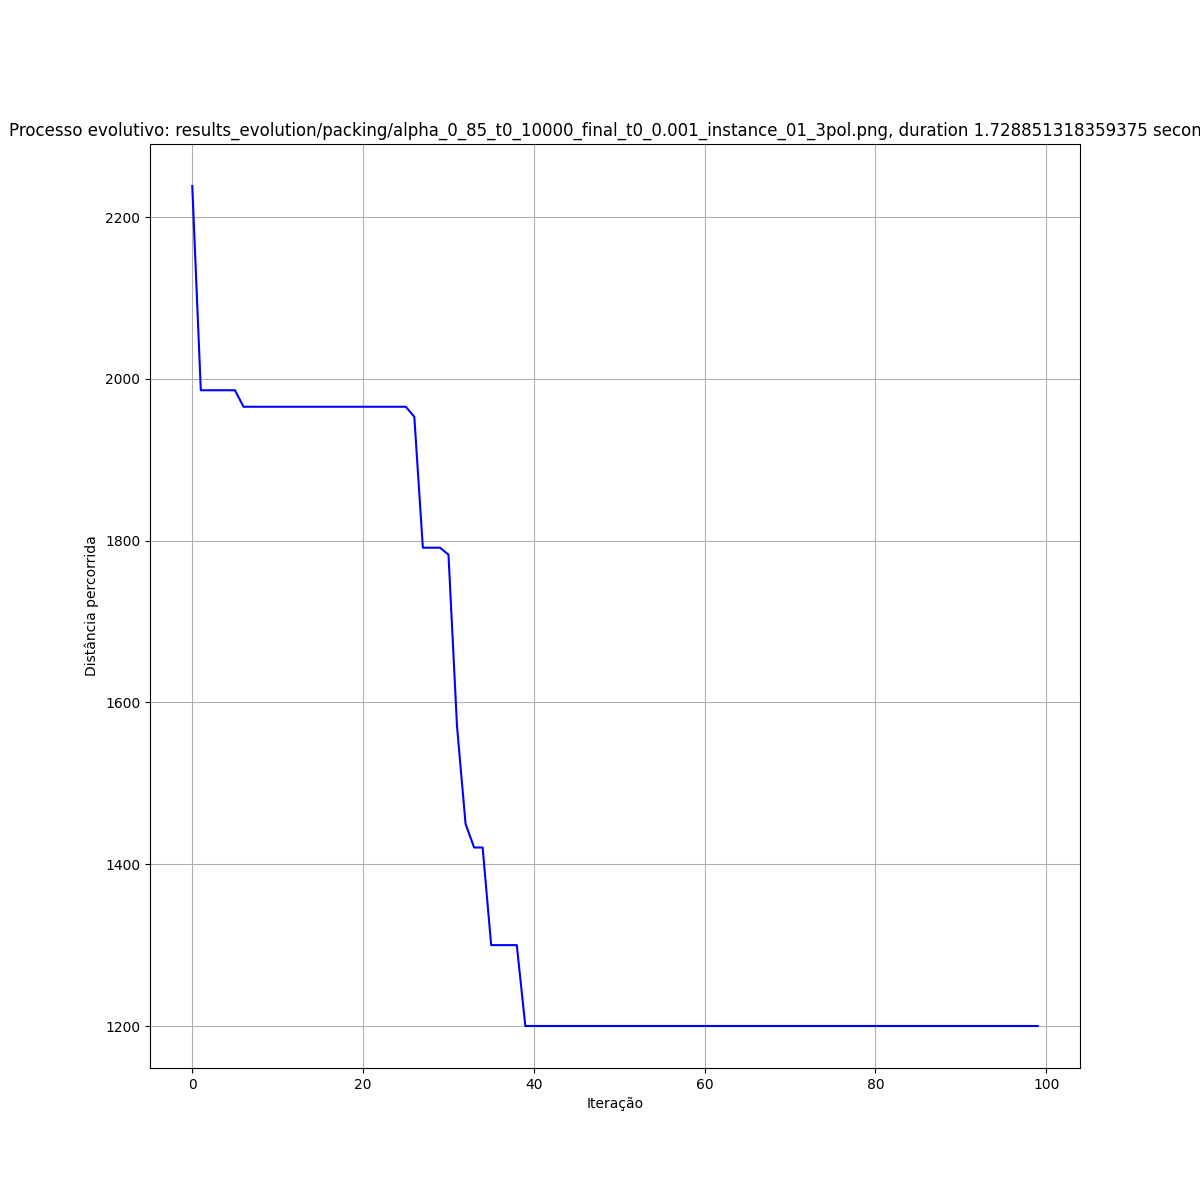 Processo evolutivo: results_evolution/packing/alpha_0_85_t0_10000_final_t0_0.001_instance_01_3pol.png, duration 1.728851318359375 secon
2200
2000
1800
1600
1400
1200
Distância percorrida
0 20 40 60 80 100
Iteração